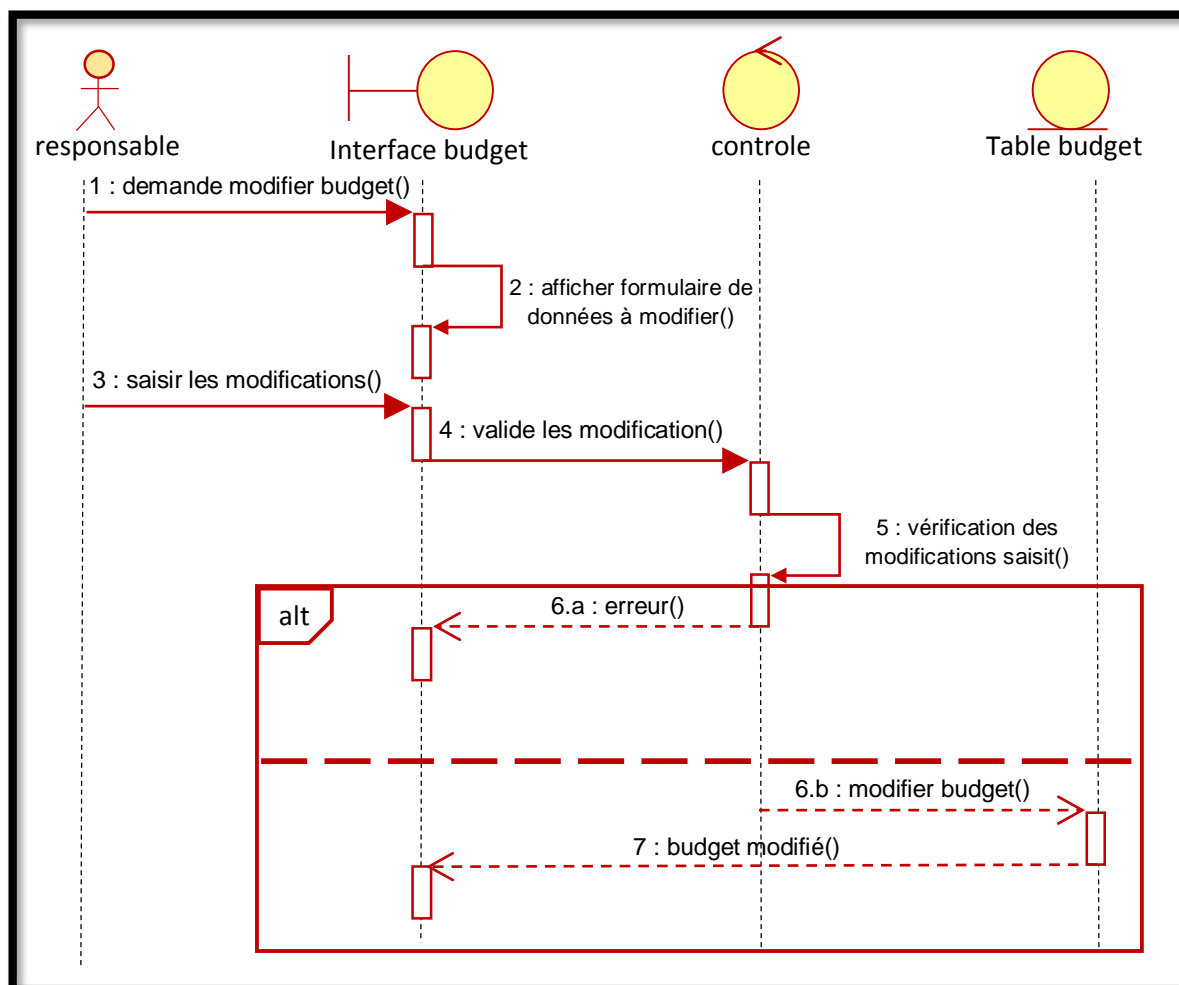 responsable
Interface budget
controle
Table budget
1 : demande modifier budget()
2 : afficher formulaire de
données à modifier()
3 : saisir les modifications()
4 : valide les modification()
5 : vérification des
modifications saisit()
alt
6.a : erreur()
6.b : modifier budget()
7 : budget modifié()